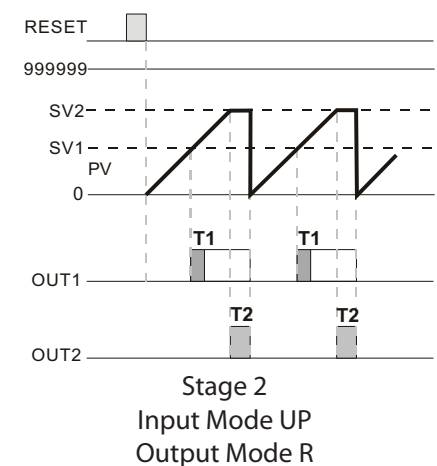 RESET
999999
SV2
SV1
PV
0
T1 T1
OUT1
T2 T2
OUT2
Stage 2
Input Mode UP
Output Mode R